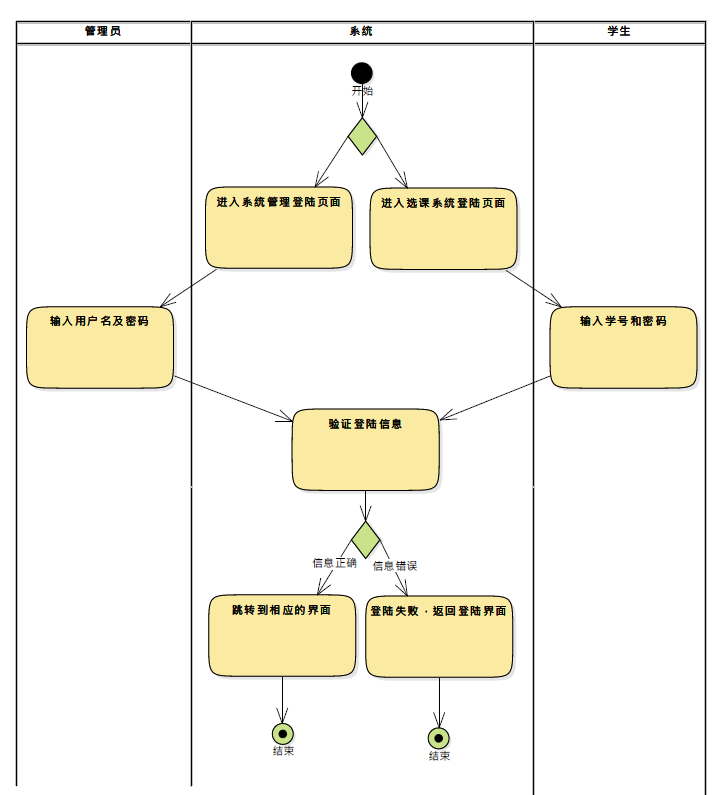 管理员
系统
学生
开始
进入系统管理登陆页面
进入选课系统登陆页面
输入用户名及密码
输入学号和密码
验证登陆信息
信息正确
信息错误
跳转到相应的界面
登陆失败，返回登陆界面
结束
结束